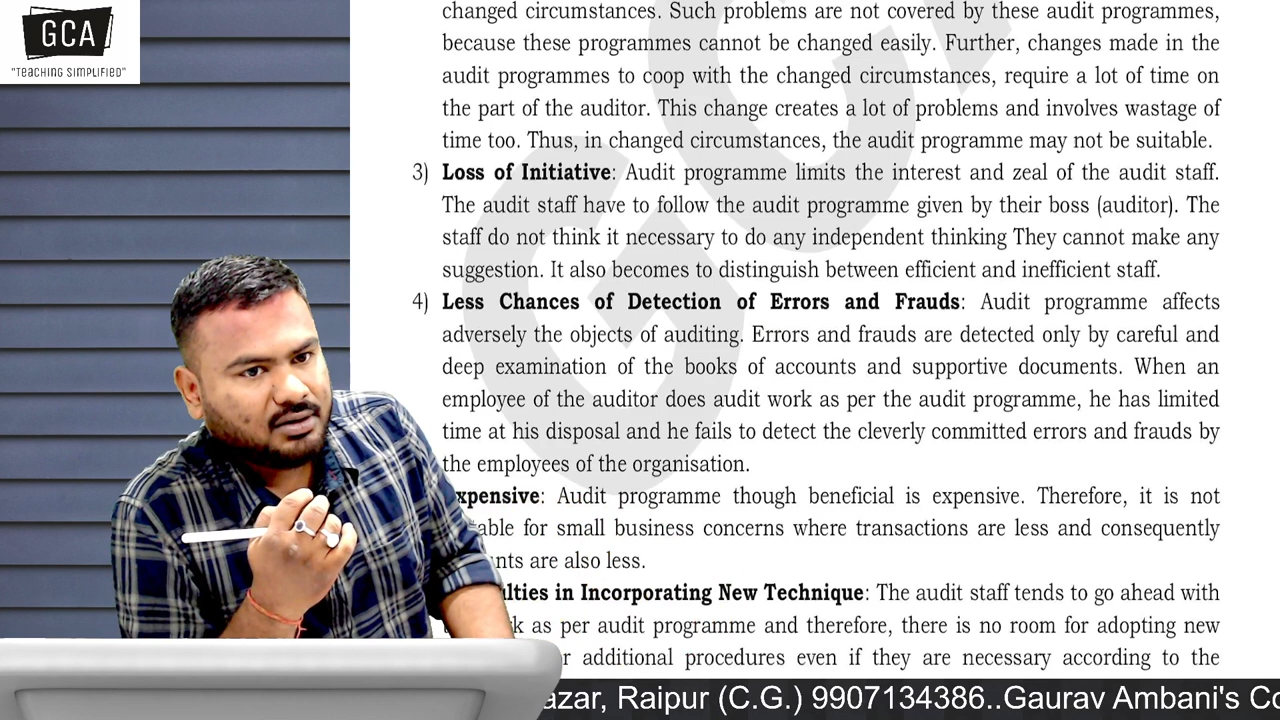 GCA
"TEACHING SIMPLIFIED"
changed circumstances. Such problems are not covered by these audit programmes,
because these programmes cannot be changed easily. Further, changes made in the
audit programmes to coop with the changed circumstances, require a lot of time on
the part of the auditor. This change creates a lot of problems and involves wastage of
time too. Thus, in changed circumstances, the audit programme may not be suitable.
3) Loss of Initiative: Audit programme limits the interest and zeal of the audit staff.
The audit staff have to follow the audit programme given by their boss (auditor). The
staff do not think it necessary to do any independent thinking They cannot make any
suggestion. It also becomes to distinguish between efficient and inefficient staff.
4) Less Chances of Detection of Errors and Frauds: Audit programme affects
adversely the objects of auditing. Errors and frauds are detected only by careful and
deep examination of the books of accounts and supportive documents. When an
employee of the auditor does audit work as per the audit programme, he has limited
time at his disposal and he fails to detect the cleverly committed errors and frauds by
the employees of the organisation.
xpensive: Audit programme though beneficial is expensive. Therefore, it is not
able for small business concerns where transactions are less and consequently
nts are also less.
lties in Incorporating New Technique: The audit staff tends to go ahead with
k as per audit programme and therefore, there is no room for adopting new
r additional procedures even if they are necessary according to the
azar, Raipur (C.G.) 9907134386..Gaurav Ambani's Co